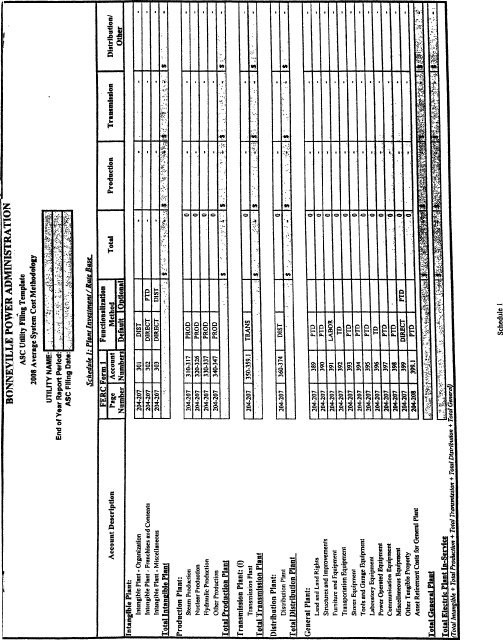 BONNEVILLE POWER ADMINISTRATION
ASC Utility Filing Template
2008 Average System Cost Methodology
UTILITY NAME:
End of Year Report Period:
ASC Filing Date:
Schedule 1: Plant Investment / Rate Base
Account Description | FERC Form 1 Page Number | Account Numbers | Functionalization Method Default | Optional | Total | Production | Transmission | Distribution/ Other
Intangible Plant:
Intangible Plant - Organization 204-207 301 DIST - - - -
Intangible Plant - Franchises and Consents 204-207 302 DIRECT PTD - - - -
Intangible Plant - Miscellaneous 204-207 303 DIRECT DIST - - - -
Total Intangible Plant $ $ $ $
Production Plant:
Steam Production 204-207 310-317 PROD 0 - - -
Nuclear Production 204-207 320-325 PROD 0 - - -
Hydraulic Production 204-207 330-337 PROD 0 - - -
Other Production 204-207 340-347 PROD 0 - - -
Total Production Plant $ $ $ $
Transmission Plant: (i)
Transmission Plant 204-207 350-359.1 TRANS 0 - - -
Total Transmission Plant $ $ $ $
Distribution Plant:
Distribution Plant 204-207 360-374 DIST 0 - - -
Total Distribution Plant $ $ $ $
General Plant:
Land and Land Rights 204-207 389 PTD 0 - - -
Structures and Improvements 204-207 390 PTD 0 - - -
Furniture and Equipment 204-207 391 LABOR 0 - - -
Transportation Equipment 204-207 392 TD 0 - - -
Stores Equipment 204-207 393 PTD 0 - - -
Tools and Garage Equipment 204-207 394 PTD 0 - - -
Laboratory Equipment 204-207 395 PTD 0 - - -
Power Operated Equipment 204-207 396 TD 0 - - -
Communication Equipment 204-207 397 PTD 0 - - -
Miscellaneous Equipment 204-207 398 PTD 0 - - -
Other Tangible Property 204-207 399 DIRECT PTD 0 - - -
Asset Retirement Costs for General Plant 204-208 399.1 PTD 0 - - -
Total General Plant $ $ $ $
Total Electric Plant In-Service $ $ $ $
(Total Intangible + Total Production + Total Transmission + Total Distribution + Total General)
Schedule 1